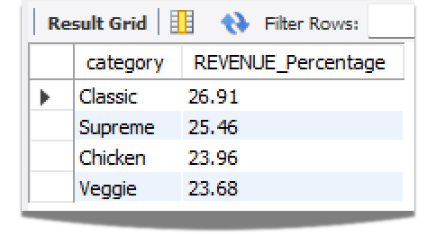 Result Grid Filter Rows:
category REVENUE_Percentage
Classic 26.91
Supreme 25.46
Chicken 23.96
Veggie 23.68